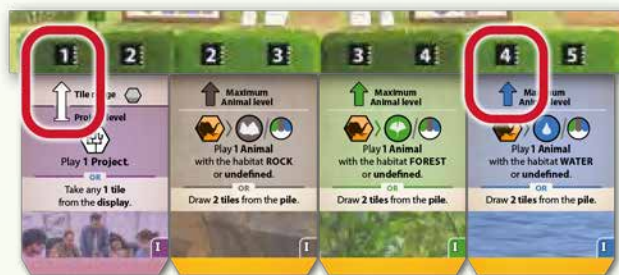 1 2 2 3 3 4 4 5
Tile range
Project level
Play 1 Project.
OR
Take any 1 tile
from the display.
I
Maximum
Animal level
Play 1 Animal
with the habitat ROCK
or undefined.
OR
Draw 2 tiles from the pile.
I
Maximum
Animal level
Play 1 Animal
with the habitat FOREST
or undefined.
OR
Draw 2 tiles from the pile.
I
Maximum
Animal level
Play 1 Animal
with the habitat WATER
or undefined.
OR
Draw 2 tiles from the pile.
I